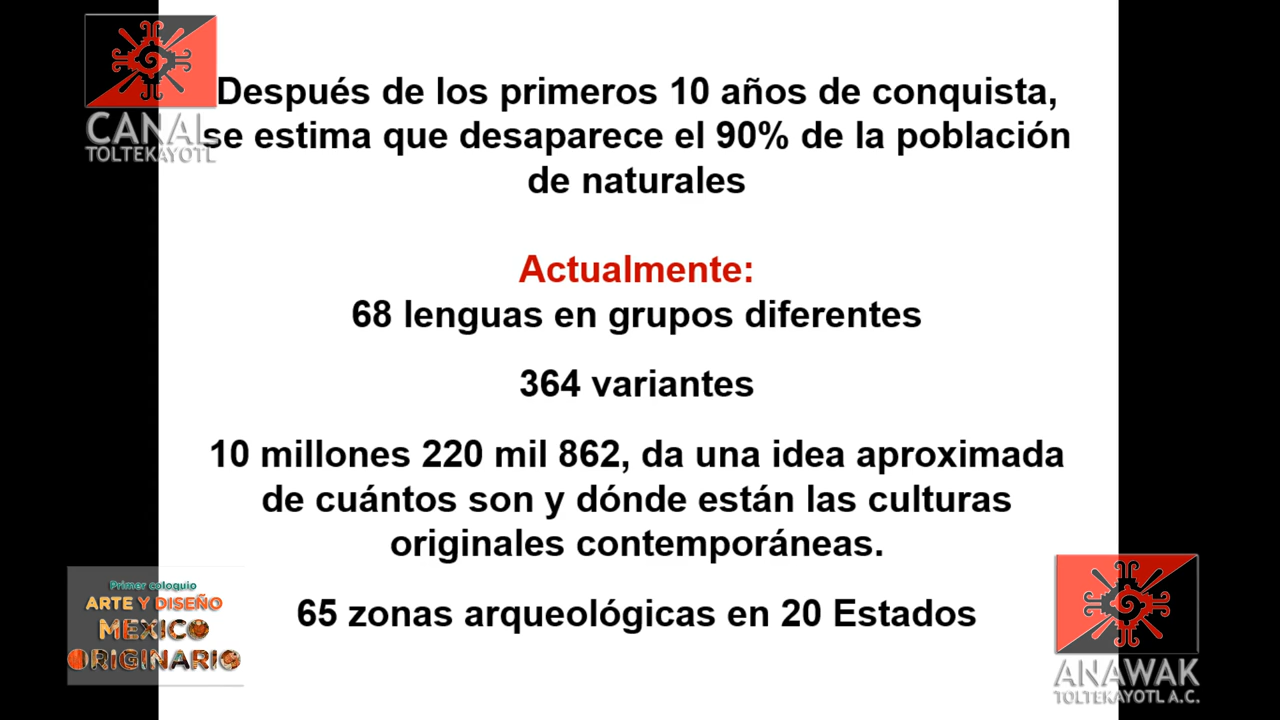 CANAL
TOLTEKAYOTL
Después de los primeros 10 años de conquista,
se estima que desaparece el 90% de la población
de naturales
Actualmente:
68 lenguas en grupos diferentes
364 variantes
10 millones 220 mil 862, da una idea aproximada
de cuántos son y dónde están las culturas
originales contemporáneas.
65 zonas arqueológicas en 20 Estados
Primer coloquio
ARTE Y DISEÑO
MEXICO
ORIGINARIO
ANAWAK
TOLTEKAYOTL A.C.